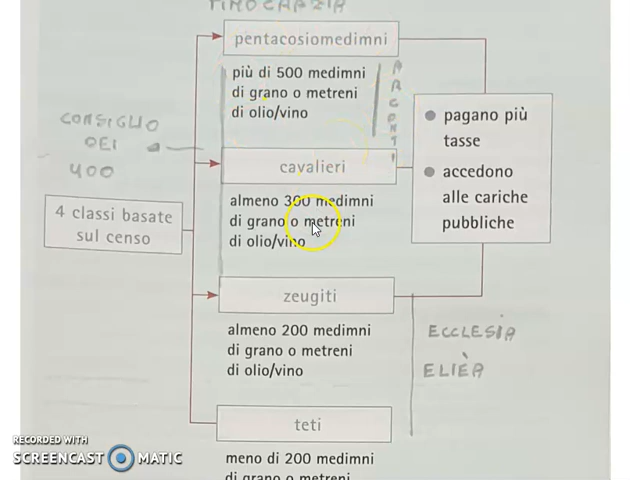 TIMOCRAZIA
pentacosiomedimni
più di 500 medimni
di grano o metreni
di olio/vino
ARCONTI
CONSIGLIO
DEI
400
cavalieri
almeno 300 medimni
di grano o metreni
di olio/vino
pagano più
tasse
accedono
alle cariche
pubbliche
4 classi basate
sul censo
zeugiti
almeno 200 medimni
di grano o metreni
di olio/vino
ECCLESIA
ELIÈA
teti
meno di 200 medimni
di grano o metreni
RECORDED WITH
SCREENCAST MATIC